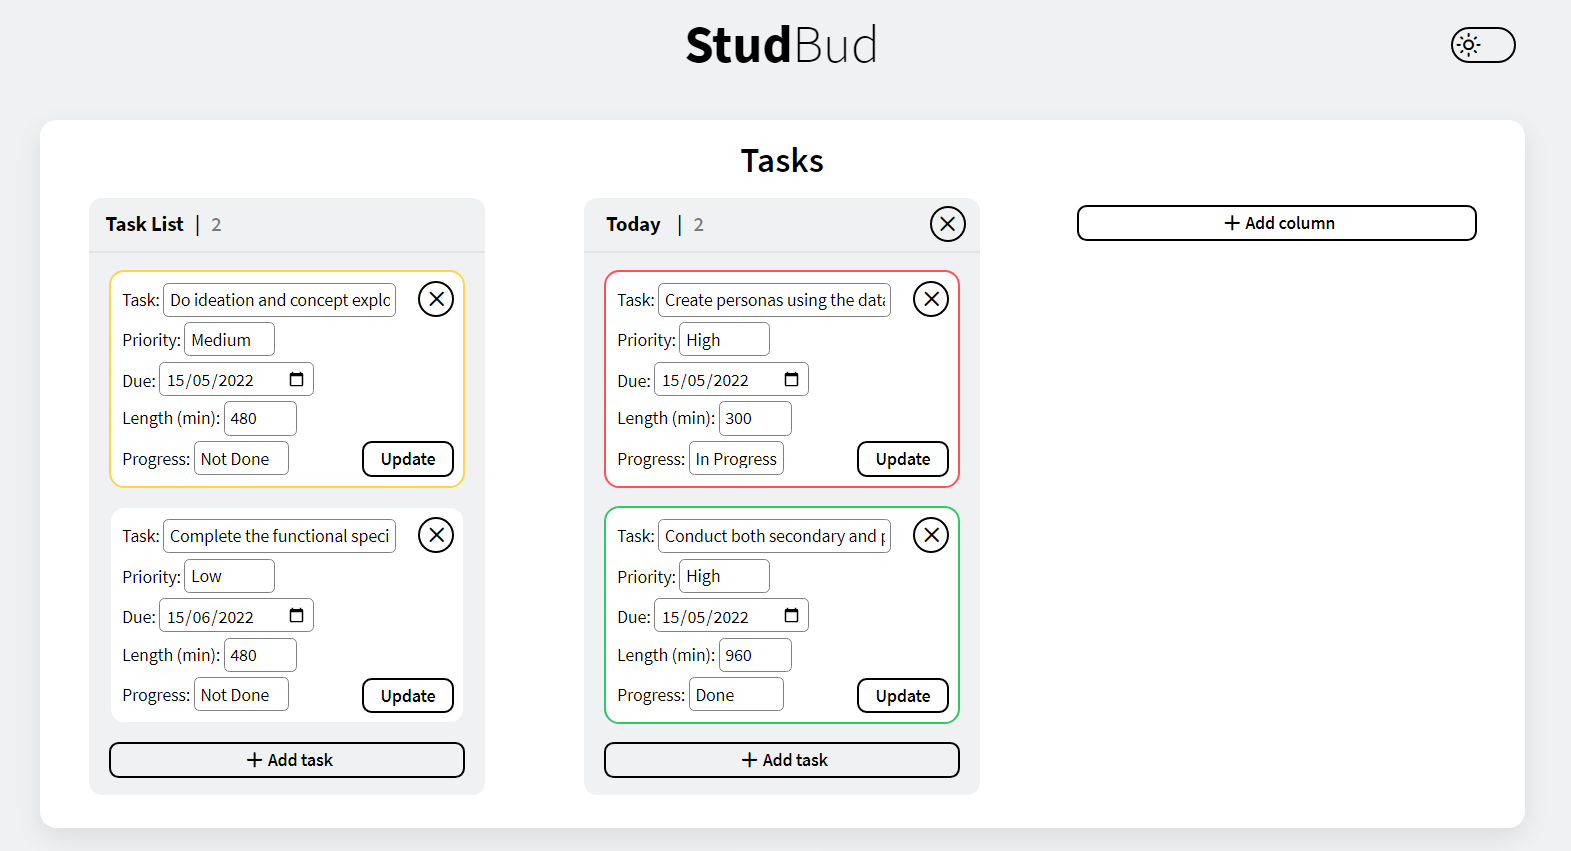 StudBud
Tasks
Task List | 2
Task: Do ideation and concept explo
Priority: Medium
Due: 15/05/2022
Length (min): 480
Progress: Not Done
Update
Task: Complete the functional speci
Priority: Low
Due: 15/06/2022
Length (min): 480
Progress: Not Done
Update
+ Add task
Today | 2
Task: Create personas using the data
Priority: High
Due: 15/05/2022
Length (min): 300
Progress: In Progress
Update
Task: Conduct both secondary and p
Priority: High
Due: 15/05/2022
Length (min): 960
Progress: Done
Update
+ Add task
+ Add column